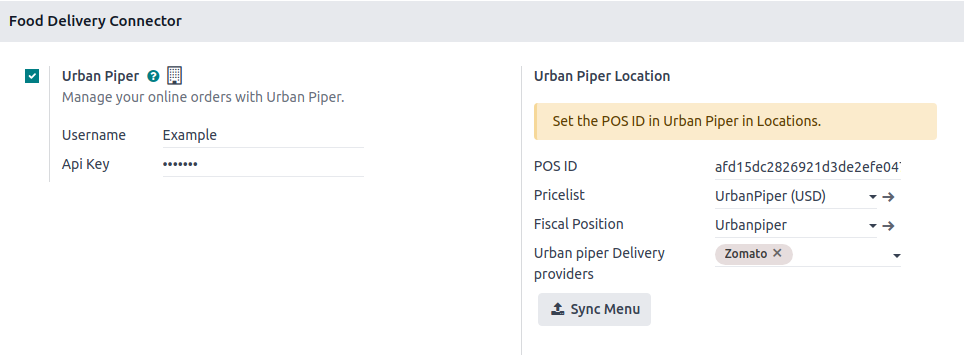 Food Delivery Connector
Urban Piper ?
Manage your online orders with Urban Piper.
Username Example
Api Key •••••••
Urban Piper Location
Set the POS ID in Urban Piper in Locations.
POS ID afd15dc2826921d3de2efe04
Pricelist UrbanPiper (USD)
Fiscal Position Urbanpiper
Urban piper Delivery
providers
Zomato ×
Sync Menu